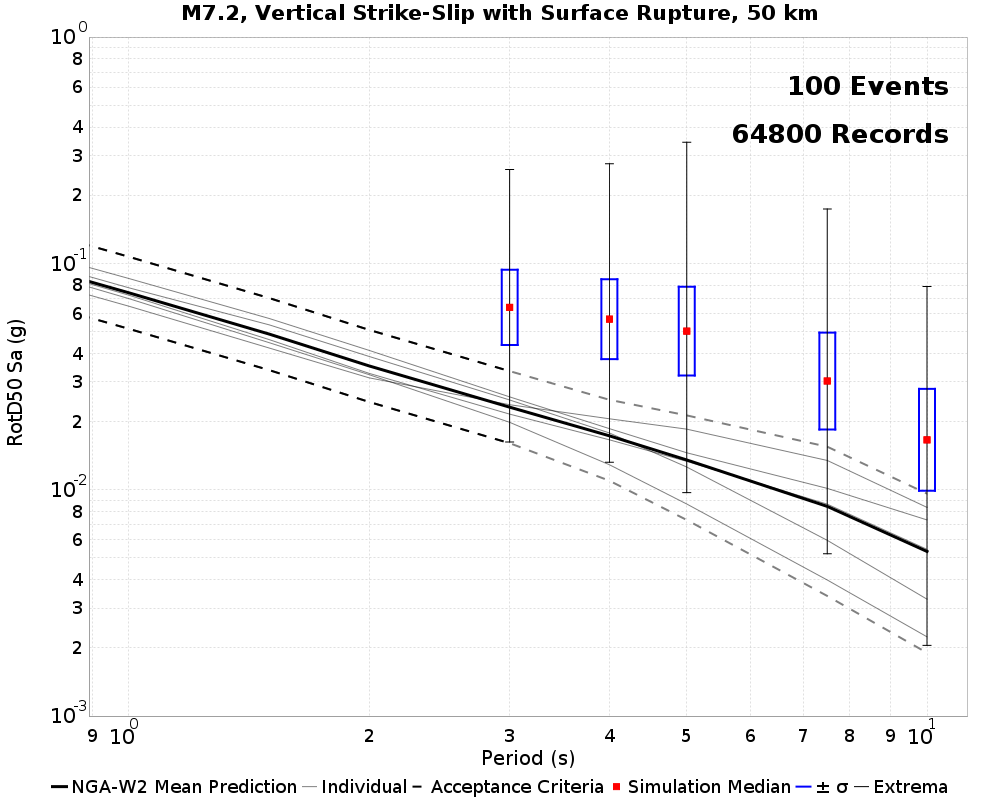 M7.2, Vertical Strike-Slip with Surface Rupture, 50 km
100 Events
64800 Records
RotD50 Sa (g)
10^0
8
6
4
3
2
10^-1
8
6
4
3
2
10^-2
8
6
4
3
2
10^-3
9 10^0 2 3 4 5 6 7 8 9 10^1
Period (s)
NGA-W2 Mean Prediction Individual Acceptance Criteria Simulation Median ± σ Extrema